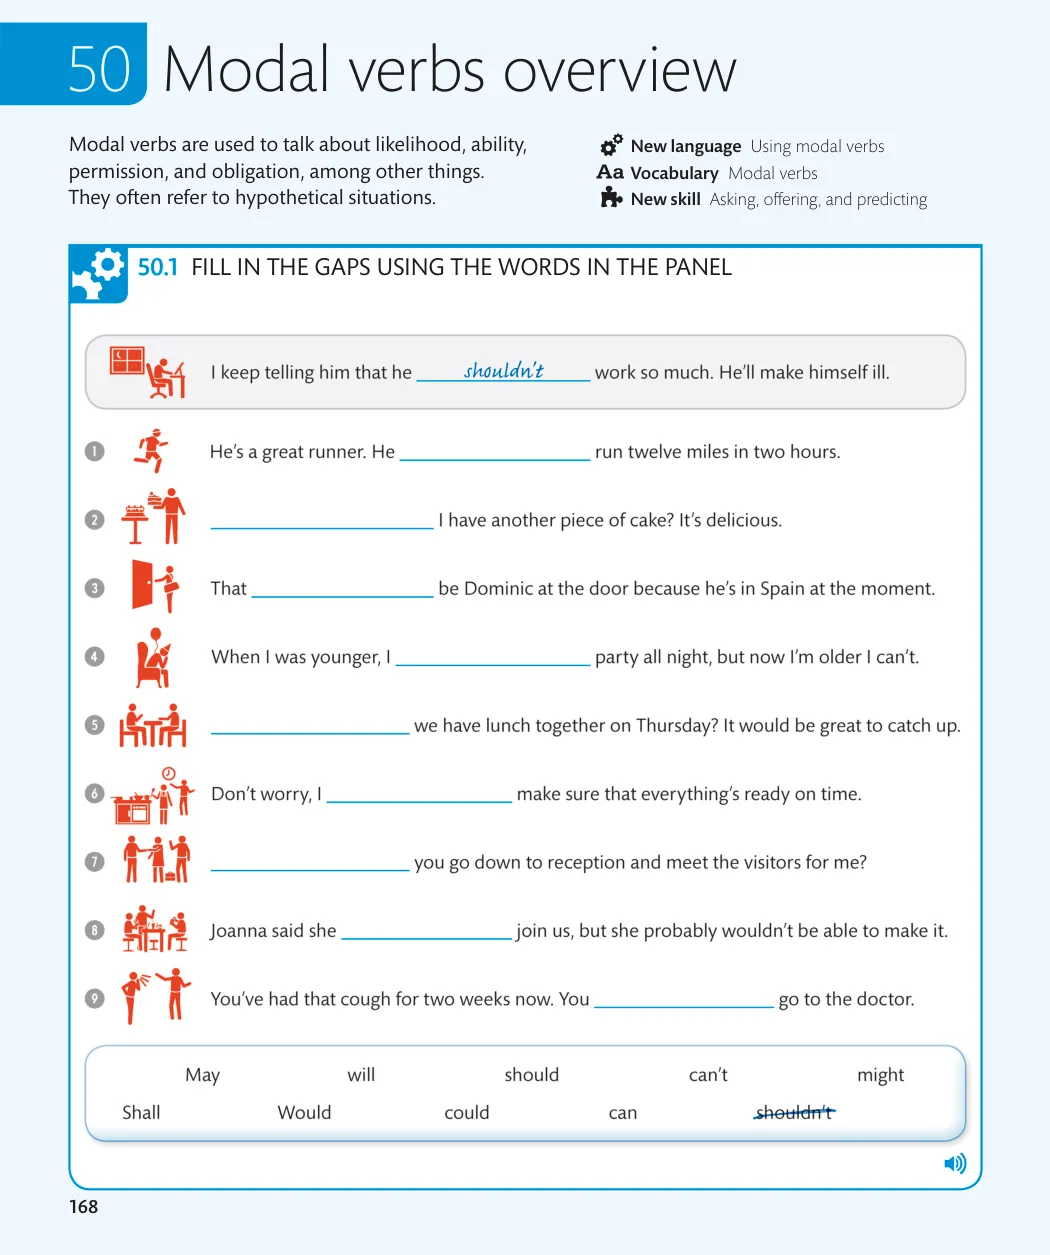 50 Modal verbs overview
Modal verbs are used to talk about likelihood, ability,
permission, and obligation, among other things.
They often refer to hypothetical situations.
New language Using modal verbs
Aa Vocabulary Modal verbs
New skill Asking, offering, and predicting
50.1 FILL IN THE GAPS USING THE WORDS IN THE PANEL
I keep telling him that he shouldn't work so much. He'll make himself ill.
1 He's a great runner. He ____ run twelve miles in two hours.
2 ____ I have another piece of cake? It's delicious.
3 That ____ be Dominic at the door because he's in Spain at the moment.
4 When I was younger, I ____ party all night, but now I'm older I can't.
5 ____ we have lunch together on Thursday? It would be great to catch up.
6 Don't worry, I ____ make sure that everything's ready on time.
7 ____ you go down to reception and meet the visitors for me?
8 Joanna said she ____ join us, but she probably wouldn't be able to make it.
9 You've had that cough for two weeks now. You ____ go to the doctor.
May will should can't might
Shall Would could can shouldn't
168